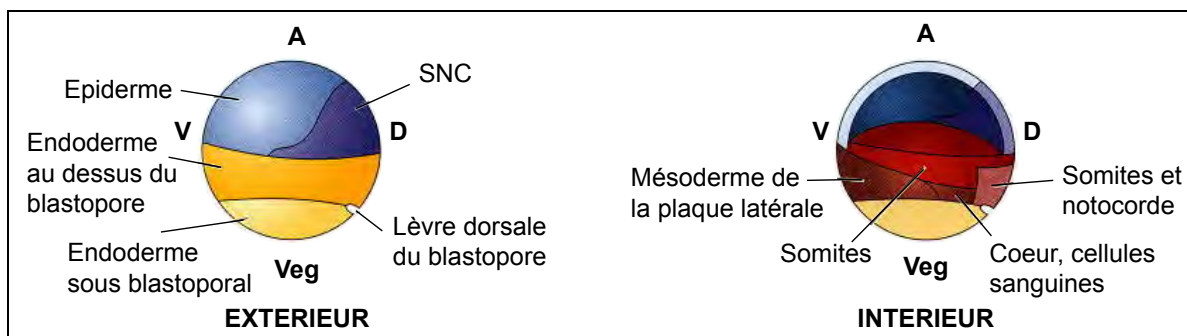 A
SNC
Epiderme
V
D
Endoderme
au dessus du
blastopore
Lèvre dorsale
du blastopore
Endoderme
sous blastoporal
Veg
EXTERIEUR
A
V
D
Mésoderme de
la plaque latérale
Somites et
notocorde
Somites
Coeur, cellules
sanguines
Veg
INTERIEUR